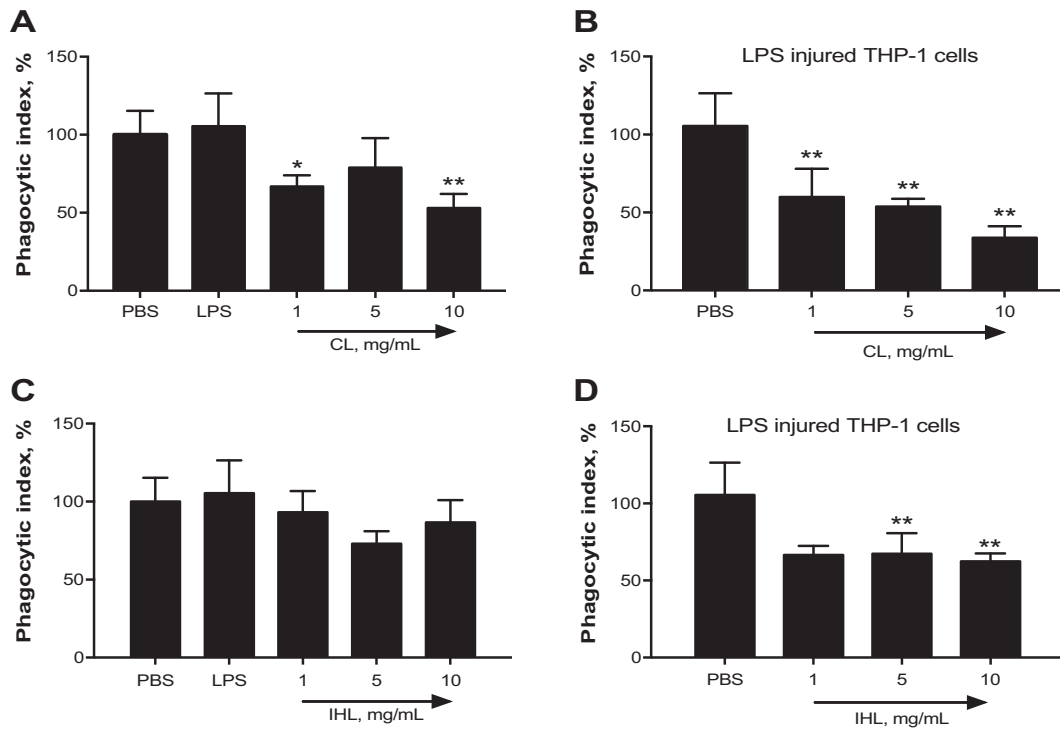 A
Phagocytic index, %
150
100
50
0
*
**
PBS LPS 1 5 10
CL, mg/mL
B
LPS injured THP-1 cells
Phagocytic index, %
150
100
50
0
**
**
**
PBS 1 5 10
CL, mg/mL
C
Phagocytic index, %
150
100
50
0
PBS LPS 1 5 10
IHL, mg/mL
D
LPS injured THP-1 cells
Phagocytic index, %
150
100
50
0
**
**
PBS 1 5 10
IHL, mg/mL